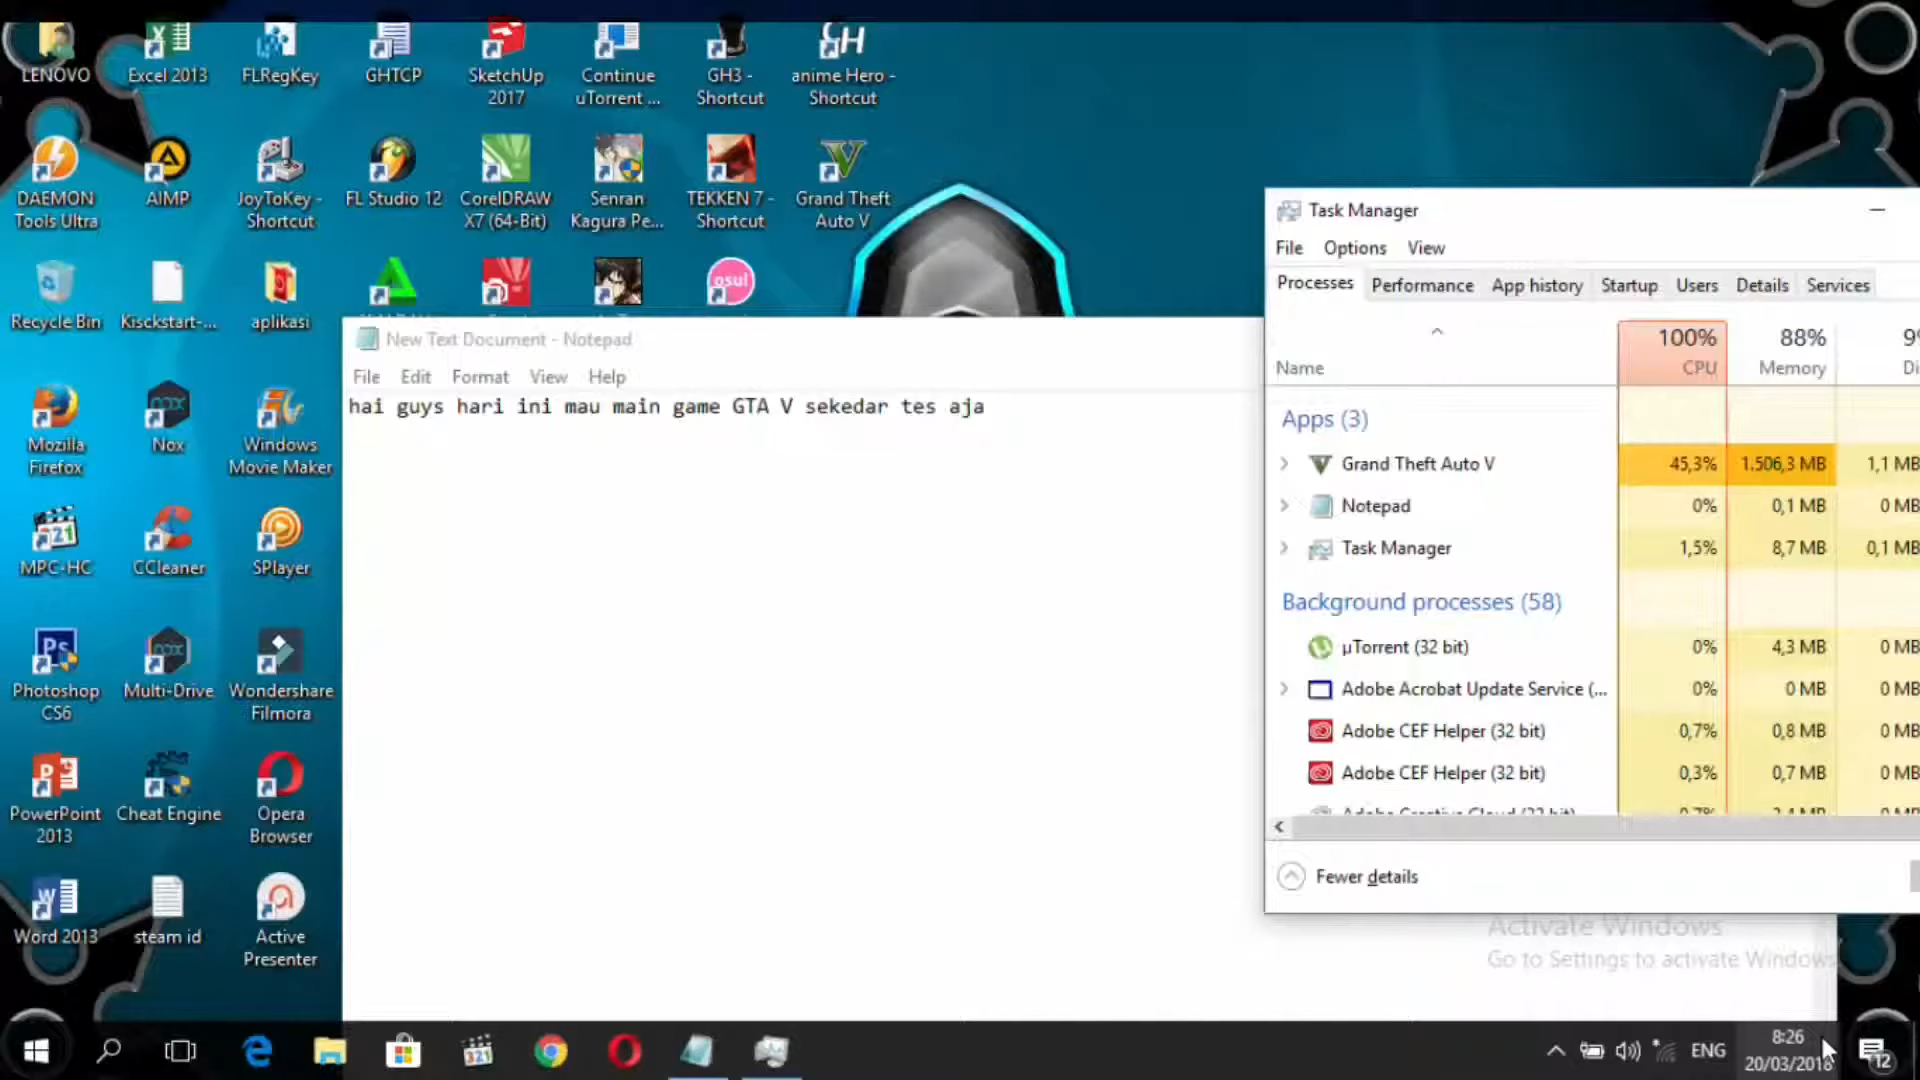 LENOVO
Excel 2013
FLRegKey
GHTCP
SketchUp
2017
Continue
uTorrent ...
GH3 -
Shortcut
anime Hero -
Shortcut
DAEMON
Tools Ultra
AIMP
JoyToKey -
Shortcut
FL Studio 12
CorelDRAW
X7 (64-Bit)
Senran
Kagura Pe...
TEKKEN 7 -
Shortcut
Grand Theft
Auto V
Recycle Bin
Kisckstart-...
aplikasi
osu!
Mozilla
Firefox
Nox
Windows
Movie Maker
MPC-HC
CCleaner
SPlayer
Photoshop
CS6
Multi-Drive
Wondershare
Filmora
PowerPoint
2013
Cheat Engine
Opera
Browser
Word 2013
steam id
Active
Presenter
New Text Document - Notepad
File Edit Format View Help
hai guys hari ini mau main game GTA V sekedar tes aja
Task Manager
File Options View
Processes Performance App history Startup Users Details Services
100% 88% 9%
Name CPU Memory Di
Apps (3)
Grand Theft Auto V 45,3% 1.506,3 MB 1,1 MB
Notepad 0% 0,1 MB 0 MB
Task Manager 1,5% 8,7 MB 0,1 MB
Background processes (58)
µTorrent (32 bit) 0% 4,3 MB 0 MB
Adobe Acrobat Update Service (... 0% 0 MB 0 MB
Adobe CEF Helper (32 bit) 0,7% 0,8 MB 0 MB
Adobe CEF Helper (32 bit) 0,3% 0,7 MB 0 MB
Fewer details
Activate Windows
Go to Settings to activate Windows
ENG
8:26
20/03/2018
12